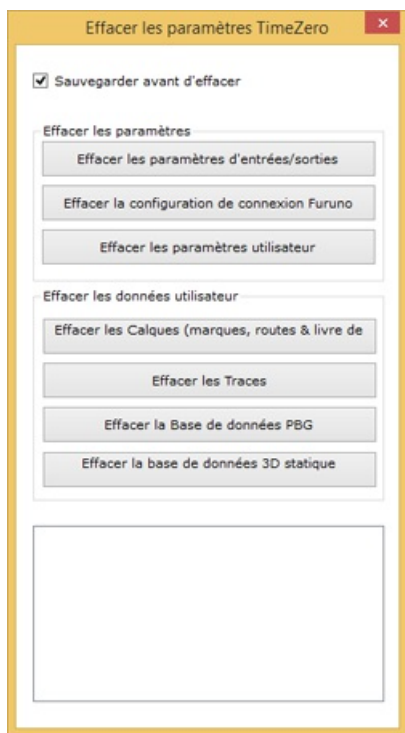 Effacer les paramètres TimeZero
Sauvegarder avant d'effacer
Effacer les paramètres
Effacer les paramètres d'entrées/sorties
Effacer la configuration de connexion Furuno
Effacer les paramètres utilisateur
Effacer les données utilisateur
Effacer les Calques (marques, routes & livre de
Effacer les Traces
Effacer la Base de données PBG
Effacer la base de données 3D statique